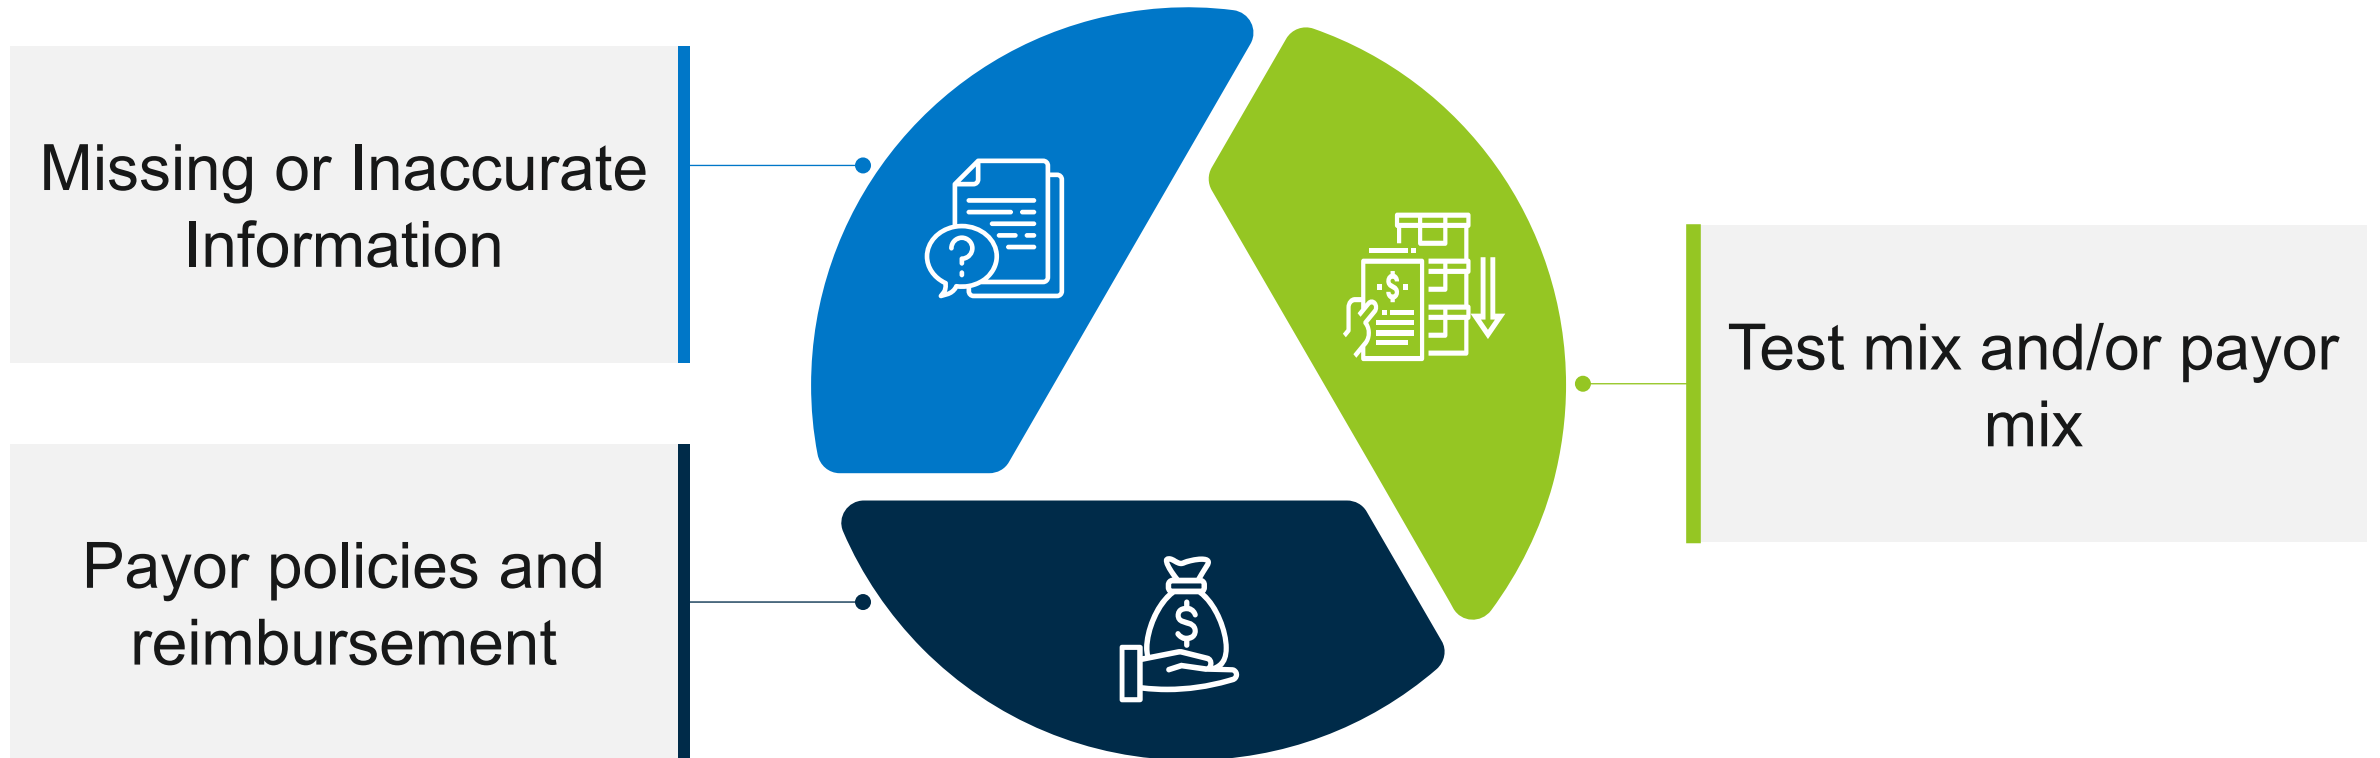 Missing or Inaccurate
Information
Test mix and/or payor
mix
Payor policies and
reimbursement